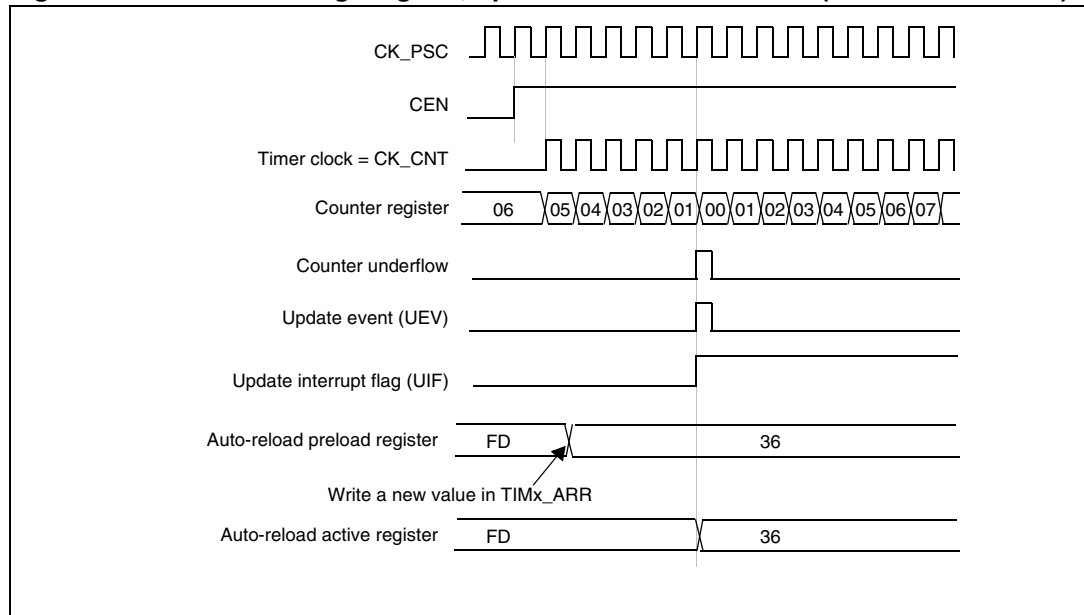 CK_PSC
CEN
Timer clock = CK_CNT
Counter register 06 05 04 03 02 01 00 01 02 03 04 05 06 07
Counter underflow
Update event (UEV)
Update interrupt flag (UIF)
Auto-reload preload register FD 36
Write a new value in TIMx_ARR
Auto-reload active register FD 36